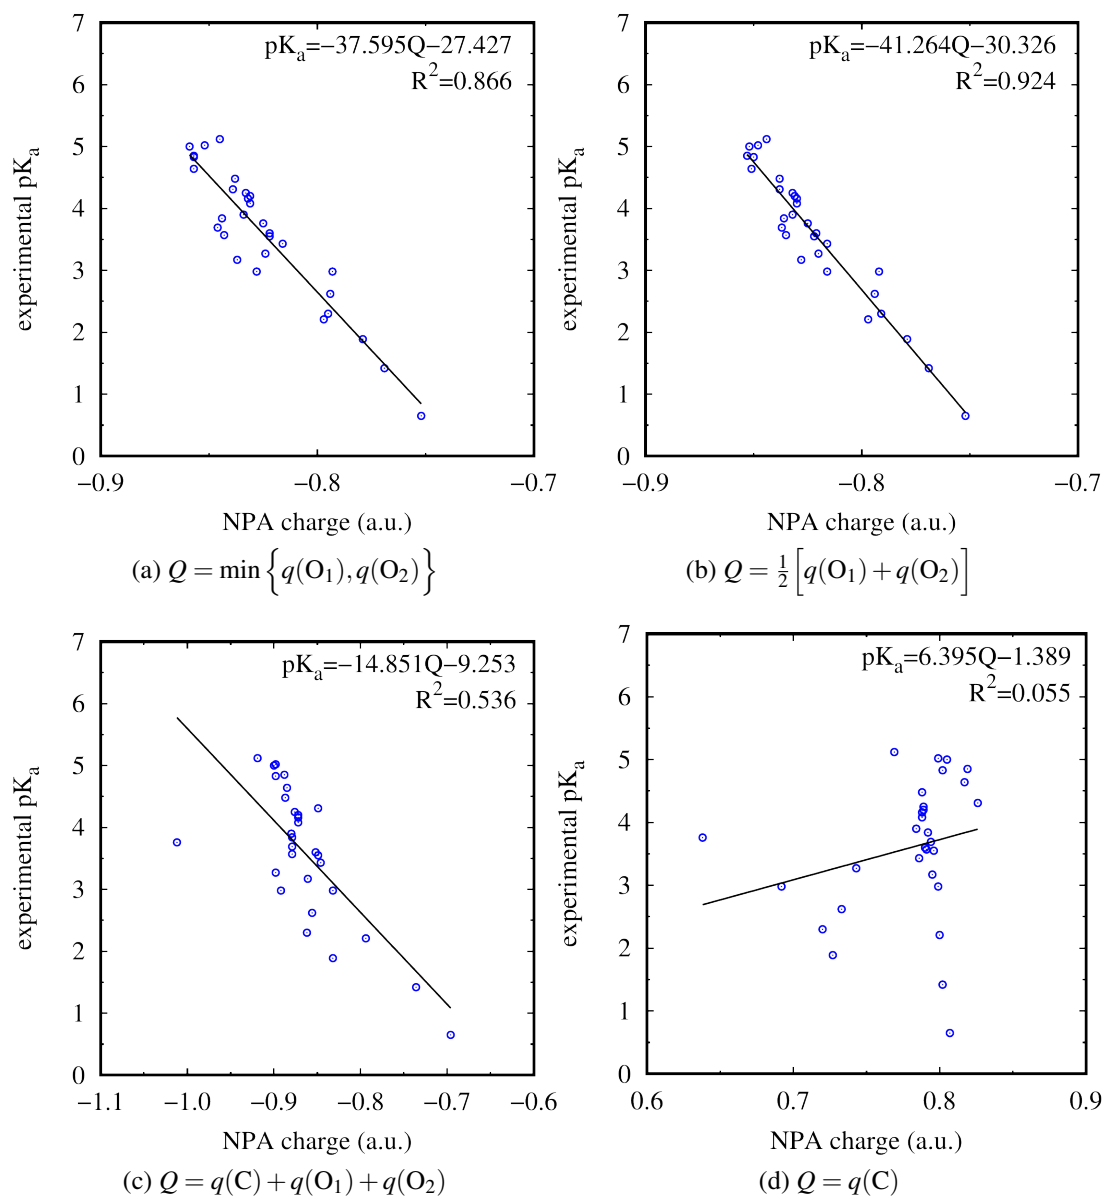 pKa=−37.595Q−27.427
R²=0.866
experimental pKa
7
6
5
4
3
2
1
0
−0.9 −0.8 −0.7
NPA charge (a.u.)
(a) Q = min {q(O₁), q(O₂)}
pKa=−41.264Q−30.326
R²=0.924
experimental pKa
7
6
5
4
3
2
1
0
−0.9 −0.8 −0.7
NPA charge (a.u.)
(b) Q = ½ [q(O₁) + q(O₂)]
pKa=−14.851Q−9.253
R²=0.536
experimental pKa
7
6
5
4
3
2
1
0
−1.1 −1.0 −0.9 −0.8 −0.7 −0.6
NPA charge (a.u.)
(c) Q = q(C) + q(O₁) + q(O₂)
pKa=6.395Q−1.389
R²=0.055
experimental pKa
7
6
5
4
3
2
1
0
0.6 0.7 0.8 0.9
NPA charge (a.u.)
(d) Q = q(C)